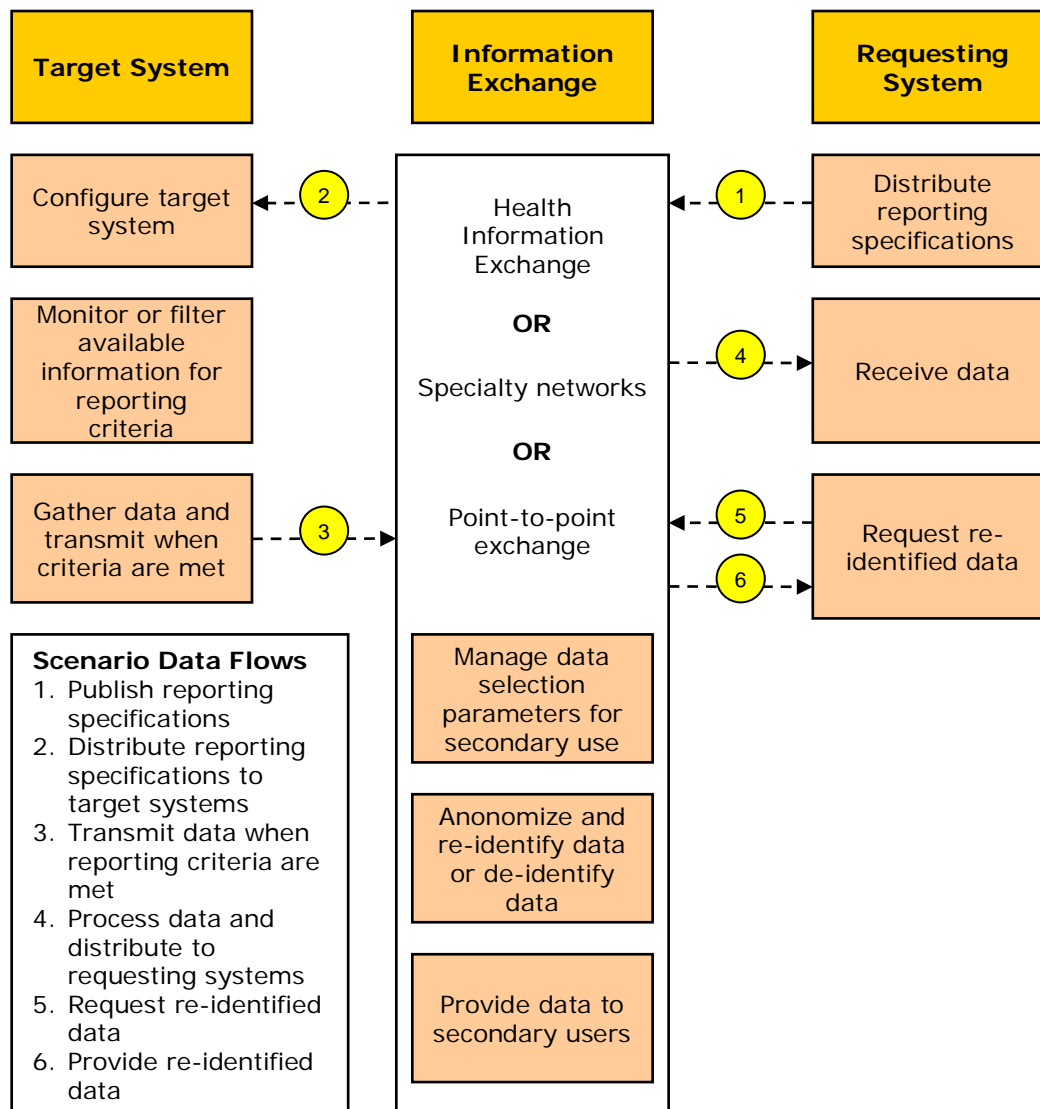 Target System
Information
Exchange
Requesting
System
Configure target
system
2
Health
Information
Exchange
1
Distribute
reporting
specifications
Monitor or filter
available
information for
reporting
criteria
OR
Specialty networks
4
Receive data
OR
Gather data and
transmit when
criteria are met
3
Point-to-point
exchange
5
6
Request re-
identified data
Scenario Data Flows
1. Publish reporting
specifications
2. Distribute reporting
specifications to
target systems
3. Transmit data when
reporting criteria are
met
4. Process data and
distribute to
requesting systems
5. Request re-identified
data
6. Provide re-identified
data
Manage data
selection
parameters for
secondary use
Anonomize and
re-identify data
or de-identify
data
Provide data to
secondary users